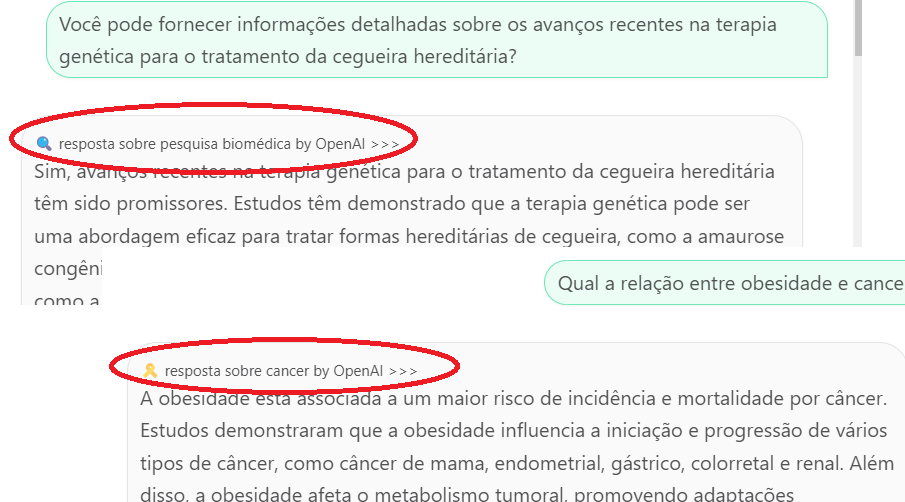 Você pode fornecer informações detalhadas sobre os avanços recentes na terapia
genética para o tratamento da cegueira hereditária?
resposta sobre pesquisa biomédica by OpenAI >>>
Sim, avanços recentes na terapia genética para o tratamento da cegueira hereditária
têm sido promissores. Estudos têm demonstrado que a terapia genética pode ser
uma abordagem eficaz para tratar formas hereditárias de cegueira, como a amaurose
congêni
como a
Qual a relação entre obesidade e cance
resposta sobre cancer by OpenAI >>>
A obesidade está associada a um maior risco de incidência e mortalidade por câncer.
Estudos demonstraram que a obesidade influencia a iniciação e progressão de vários
tipos de câncer, como câncer de mama, endometrial, gástrico, colorretal e renal. Além
disso, a obesidade afeta o metabolismo tumoral, promovendo adaptações